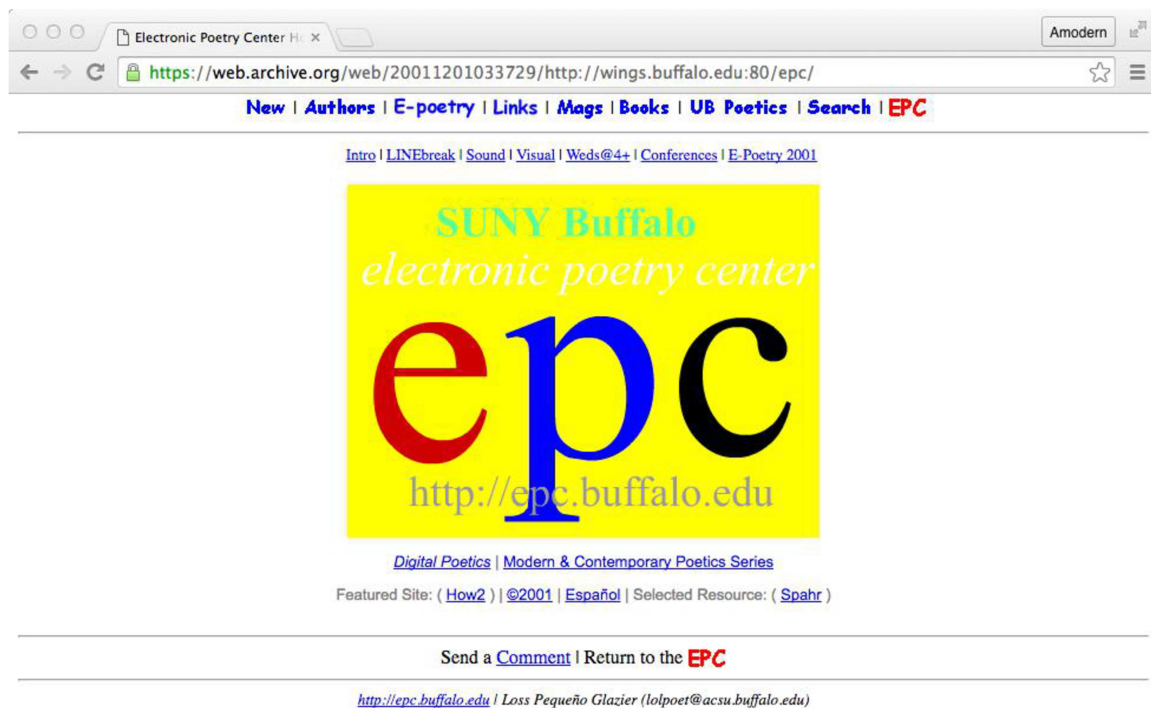 Electronic Poetry Center Ho ×
Amodern
https://web.archive.org/web/20011201033729/http://wings.buffalo.edu:80/epc/
New | Authors | E-poetry | Links | Mags | Books | UB Poetics | Search | EPC
Intro | LINEbreak | Sound | Visual | Weds@4+ | Conferences | E-Poetry 2001
SUNY Buffalo
electronic poetry center
epc
http://epc.buffalo.edu
Digital Poetics | Modern & Contemporary Poetics Series
Featured Site: ( How2 ) | ©2001 | Español | Selected Resource: ( Spahr )
Send a Comment | Return to the EPC
http://epc.buffalo.edu | Loss Pequeño Glazier (lolpoet@acsu.buffalo.edu)